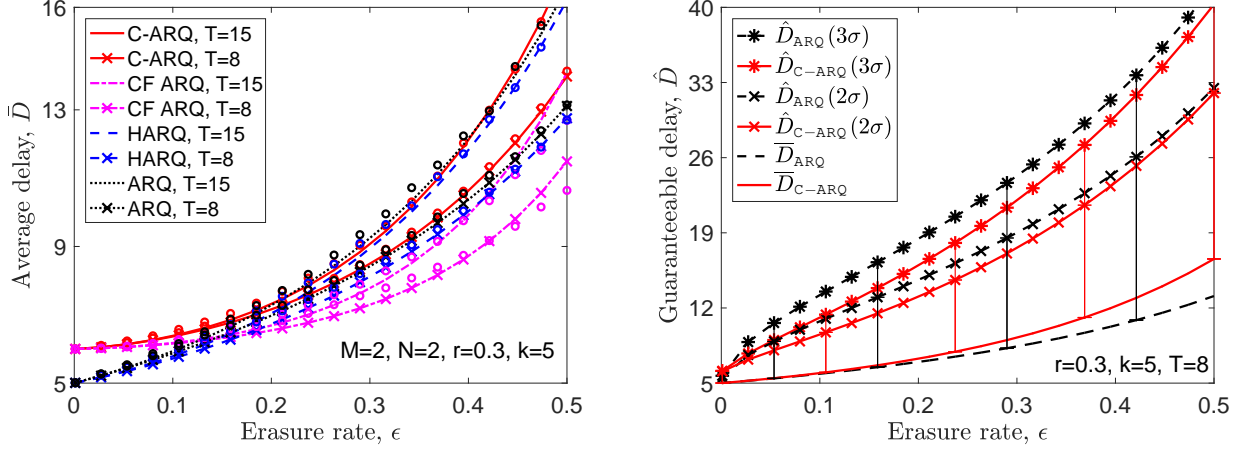 16
13
9
5
Average delay, D̄
C-ARQ, T=15
C-ARQ, T=8
CF ARQ, T=15
CF ARQ, T=8
HARQ, T=15
HARQ, T=8
ARQ, T=15
ARQ, T=8
M=2, N=2, r=0.3, k=5
0 0.1 0.2 0.3 0.4 0.5
Erasure rate, ϵ
40
33
26
19
12
5
Guaranteeable delay, D̂
D̂ARQ(3σ)
D̂C−ARQ(3σ)
D̂ARQ(2σ)
D̂C−ARQ(2σ)
D̅ARQ
D̅C−ARQ
r=0.3, k=5, T=8
0 0.1 0.2 0.3 0.4 0.5
Erasure rate, ϵ